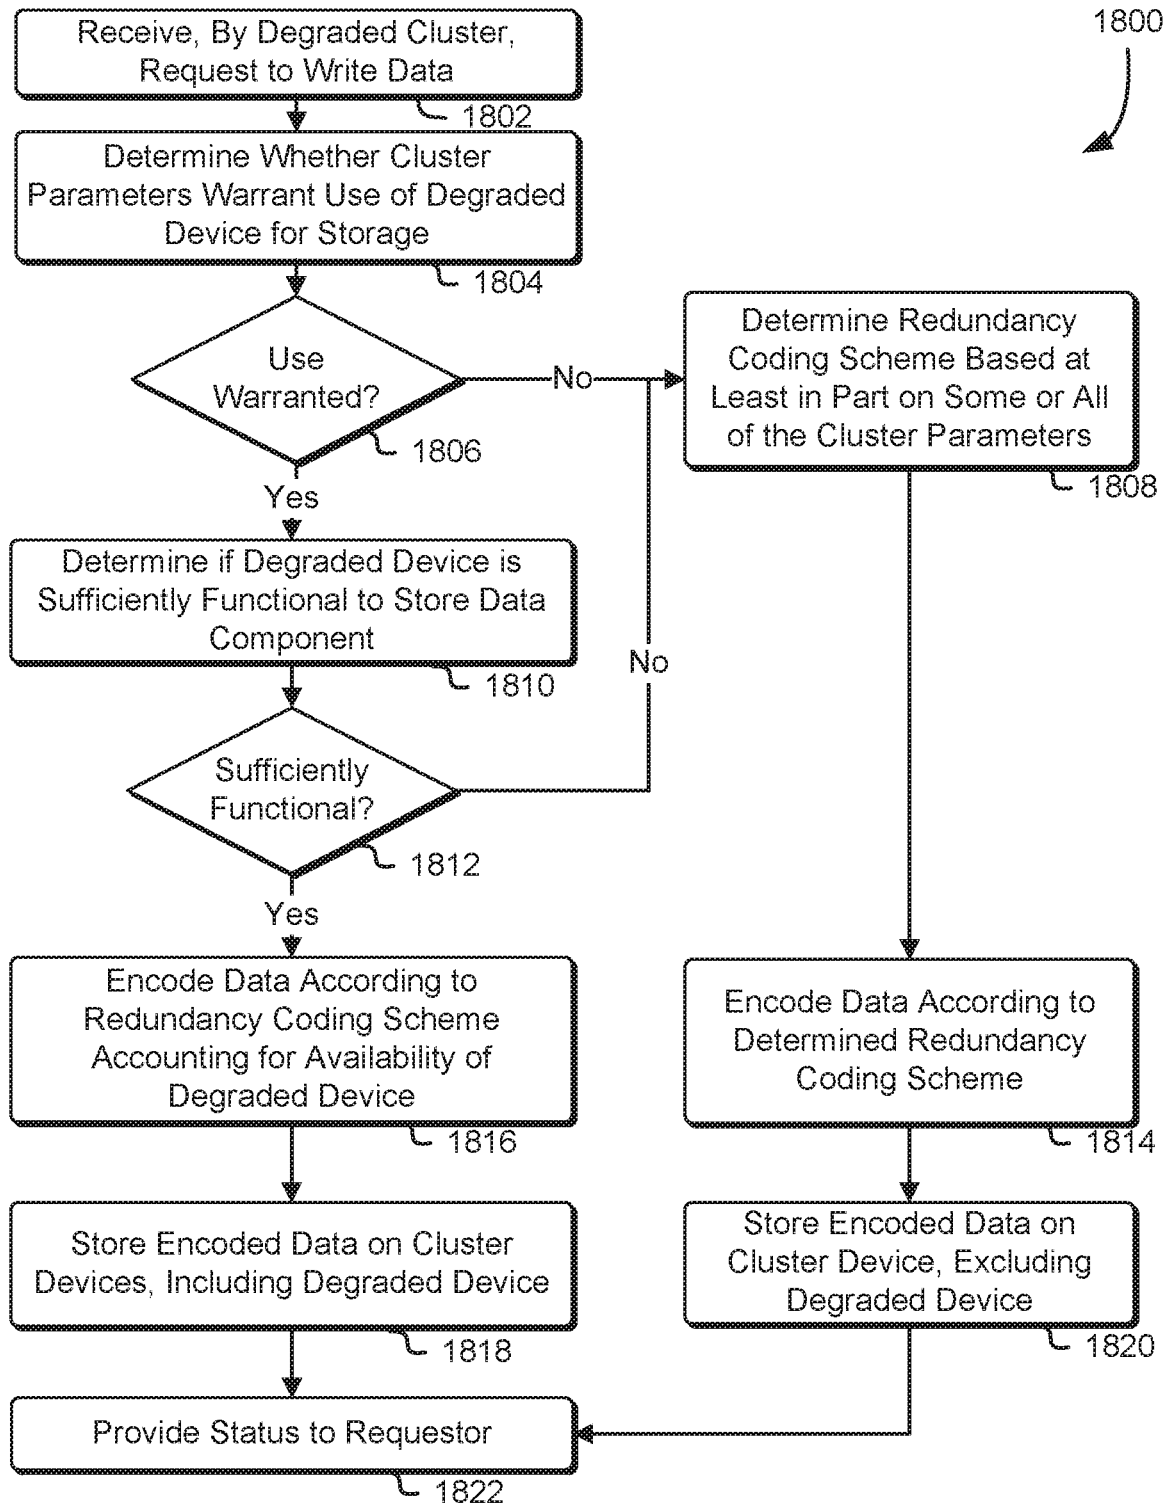 1800
Receive, By Degraded Cluster,
Request to Write Data
1802
Determine Whether Cluster
Parameters Warrant Use of Degraded
Device for Storage
1804
Use
Warranted?
1806
No
Yes
Determine Redundancy
Coding Scheme Based at
Least in Part on Some or All
of the Cluster Parameters
1808
Determine if Degraded Device is
Sufficiently Functional to Store Data
Component
1810
No
Sufficiently
Functional?
1812
Yes
Encode Data According to
Redundancy Coding Scheme
Accounting for Availability of
Degraded Device
1816
Encode Data According to
Determined Redundancy
Coding Scheme
1814
Store Encoded Data on Cluster
Devices, Including Degraded Device
1818
Store Encoded Data on
Cluster Device, Excluding
Degraded Device
1820
Provide Status to Requestor
1822